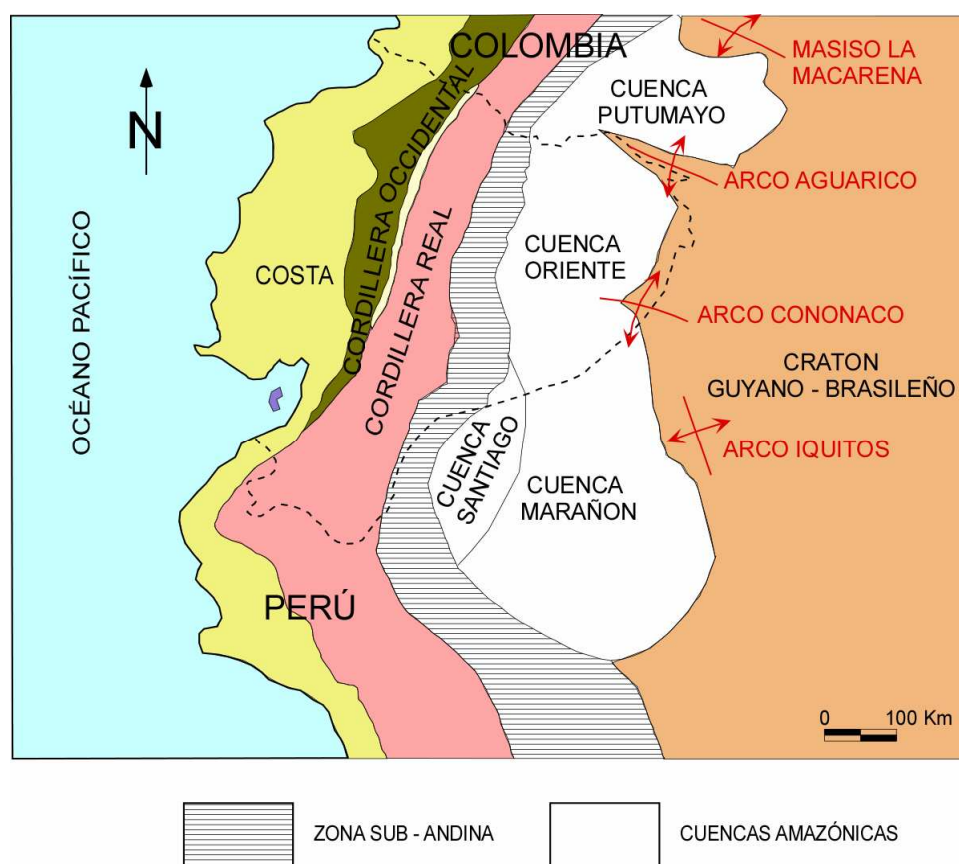 COLOMBIA
MASISO LA
MACARENA
CUENCA
PUTUMAYO
N
ARCO AGUARICO
CORDILLERA OCCIDENTAL
OCÉANO PACÍFICO
CORDILLERA REAL
CUENCA
ORIENTE
COSTA
ARCO CONONACO
CRATON
GUYANO - BRASILEÑO
ARCO IQUITOS
CUENCA
SANTIAGO
CUENCA
MARAÑON
PERÚ
0 100 Km
ZONA SUB - ANDINA
CUENCAS AMAZÓNICAS